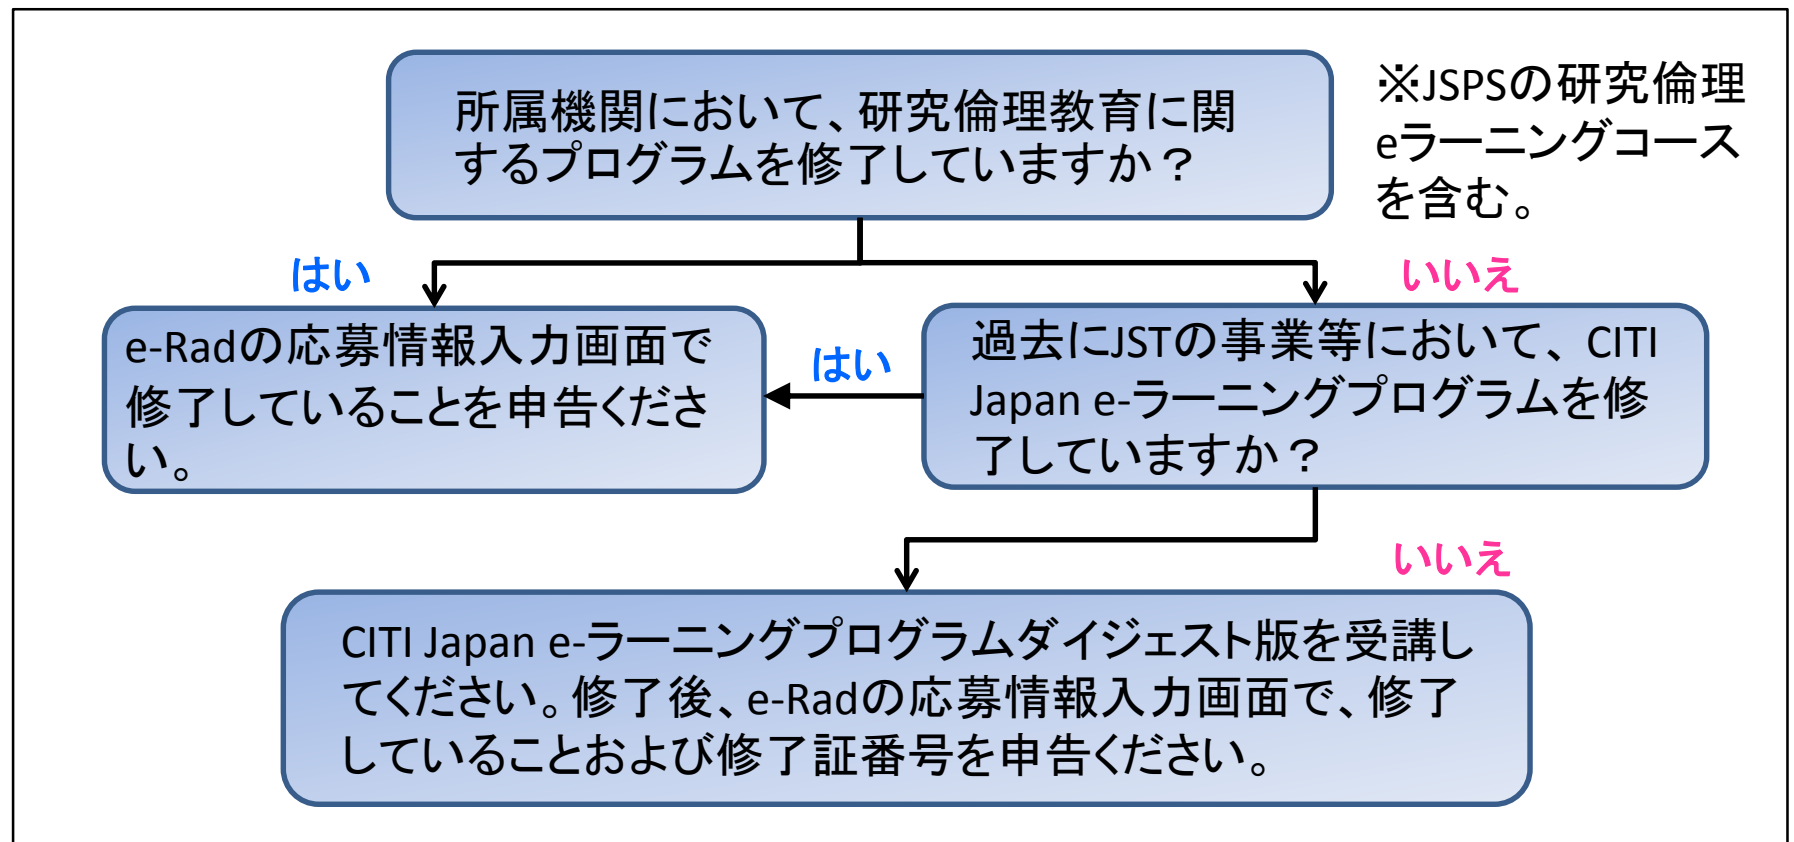 所属機関において、研究倫理教育に関
するプログラムを修了していますか？
※JSPSの研究倫理
eラーニングコース
を含む。
はい
いいえ
e-Radの応募情報入力画面で
修了していることを申告くださ
い。
はい
過去にJSTの事業等において、CITI
Japan e-ラーニングプログラムを修
了していますか？
いいえ
CITI Japan e-ラーニングプログラムダイジェスト版を受講し
てください。修了後、e-Radの応募情報入力画面で、修了
していることおよび修了証番号を申告ください。